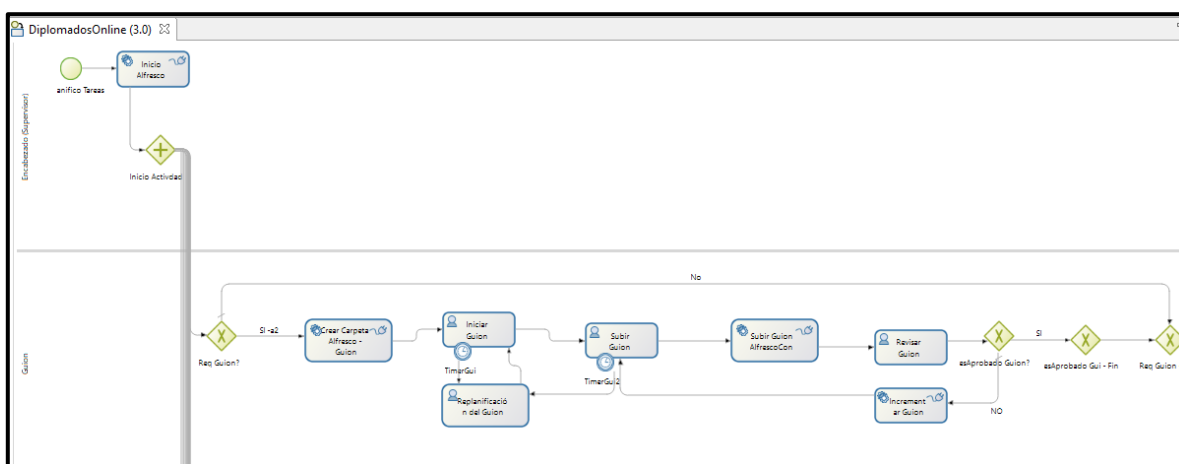 DiplomadosOnline (3.0)
Encabezado (Supervisor)
Inicio
Alfresco
anifico Tareas
Inicio Actividad
Guion
No
Req Guion?
SI -a2
Crear Carpeta
Alfresco -
Guion
Iniciar
Guion
TimerGui
Replanificació
n del Guion
Subir
Guion
TimerGui2
Subir Guion
AlfrescoCon
Revisar
Guion
esAprobado Guion?
SI
esAprobado Gui - Fin
Req Guion
Increment
ar Guion
NO